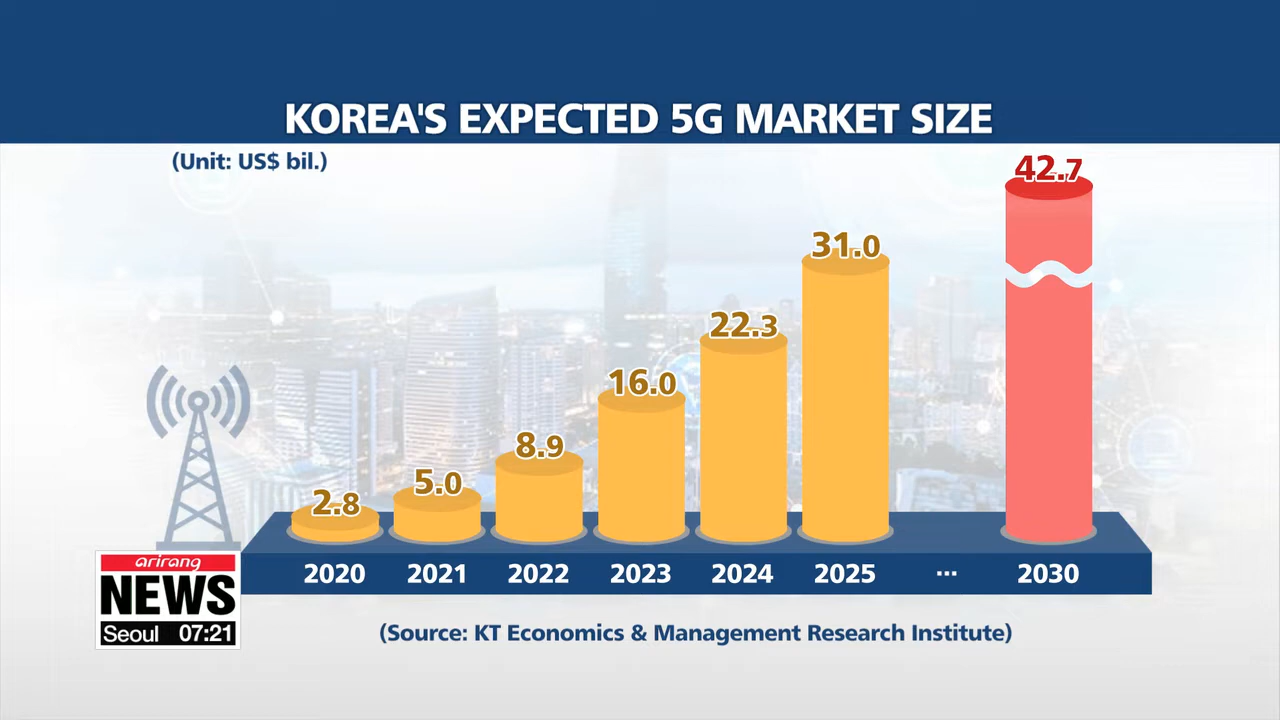 KOREA'S EXPECTED 5G MARKET SIZE
(Unit: US$ bil.)
42.7
31.0
22.3
16.0
8.9
5.0
2.8
2020 2021 2022 2023 2024 2025 ... 2030
arirang
NEWS
Seoul 07:21
(Source: KT Economics & Management Research Institute)